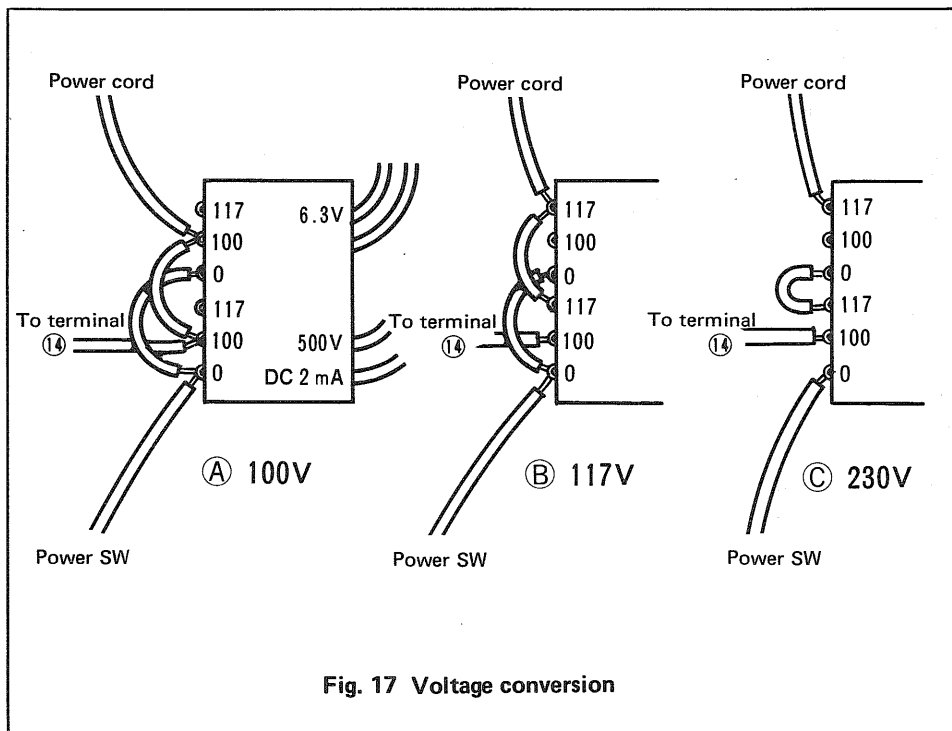 Power cord
117
100
0
117
100
0
6.3V
500V
DC 2 mA
To terminal
⑭
Power SW
Ⓐ 100V
Power cord
117
100
0
117
100
0
To terminal
⑭
Power SW
Ⓑ 117V
Power cord
117
100
0
117
100
0
To terminal
⑭
Power SW
Ⓒ 230V
Fig. 17 Voltage conversion